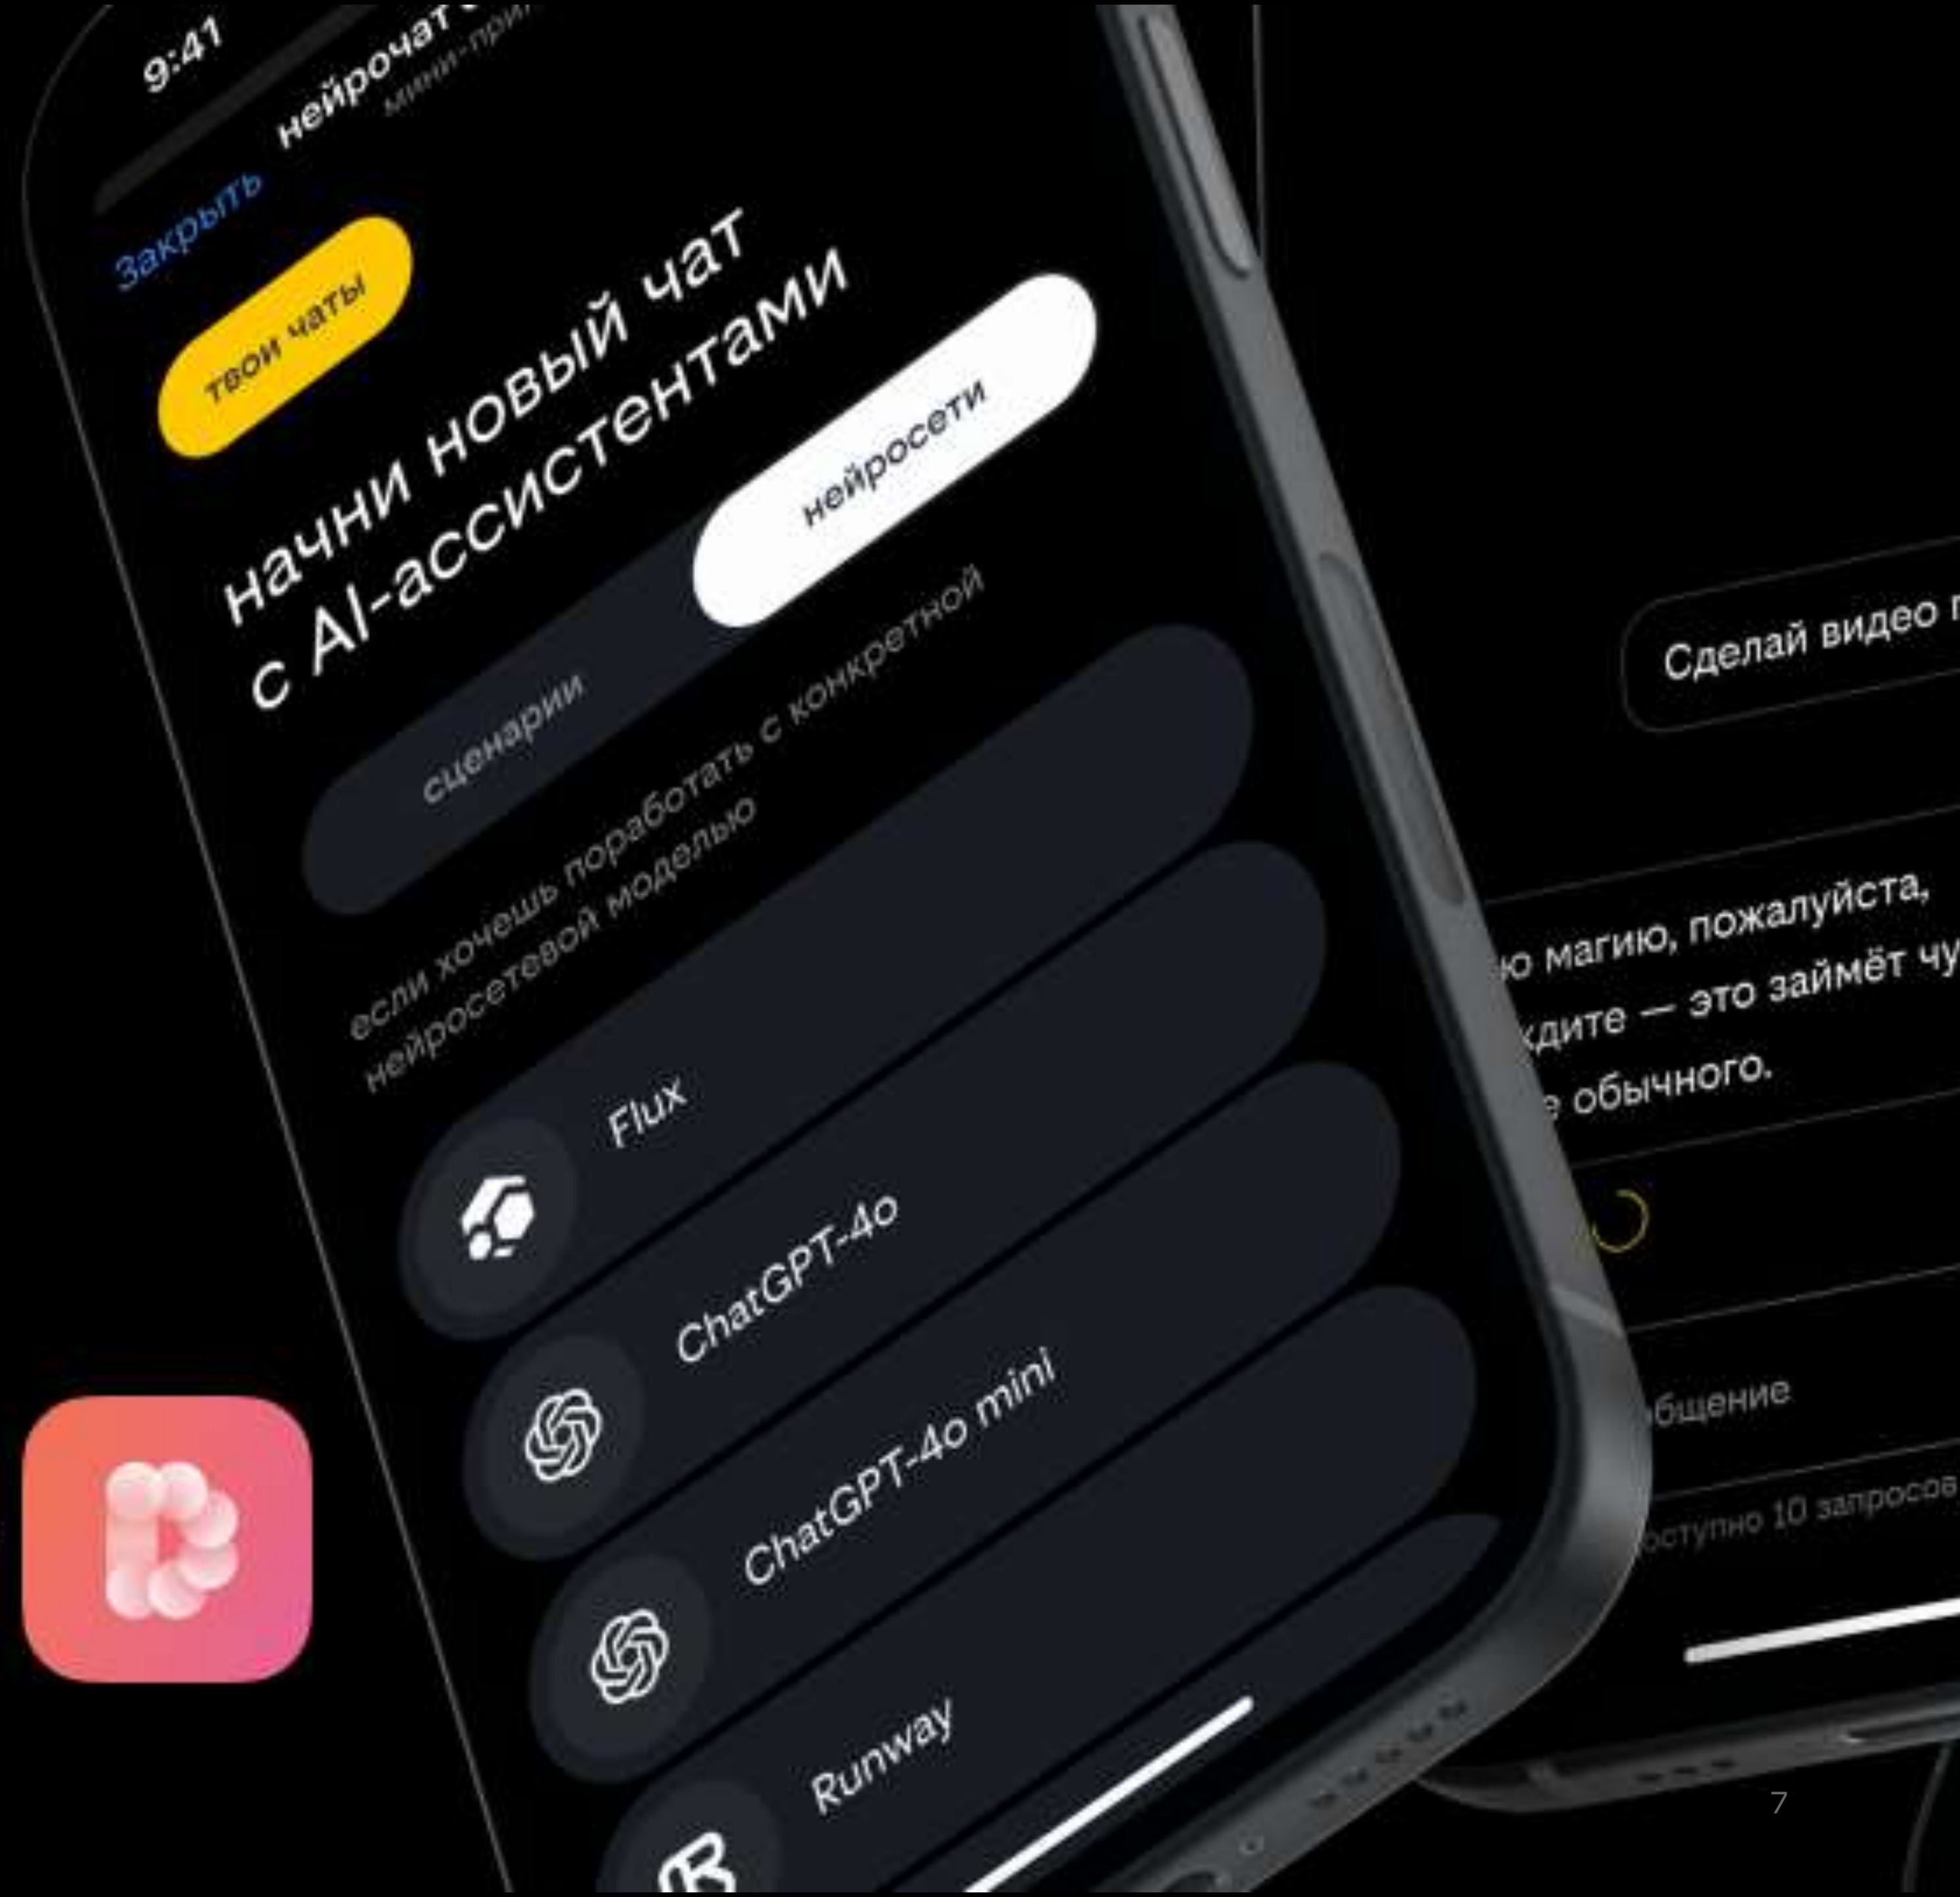 9:41
нейрочат
Закрыть
твои чаты
начни новый чат
с AI-ассистентами
сценарии
нейросети
если хочешь поработать с конкретной
нейросетевой моделью
Flux
ChatGPT-4o
ChatGPT-4o mini
Runway
Сделай видео
магию, пожалуйста,
— это займёт
обычного.
10 запросов
7